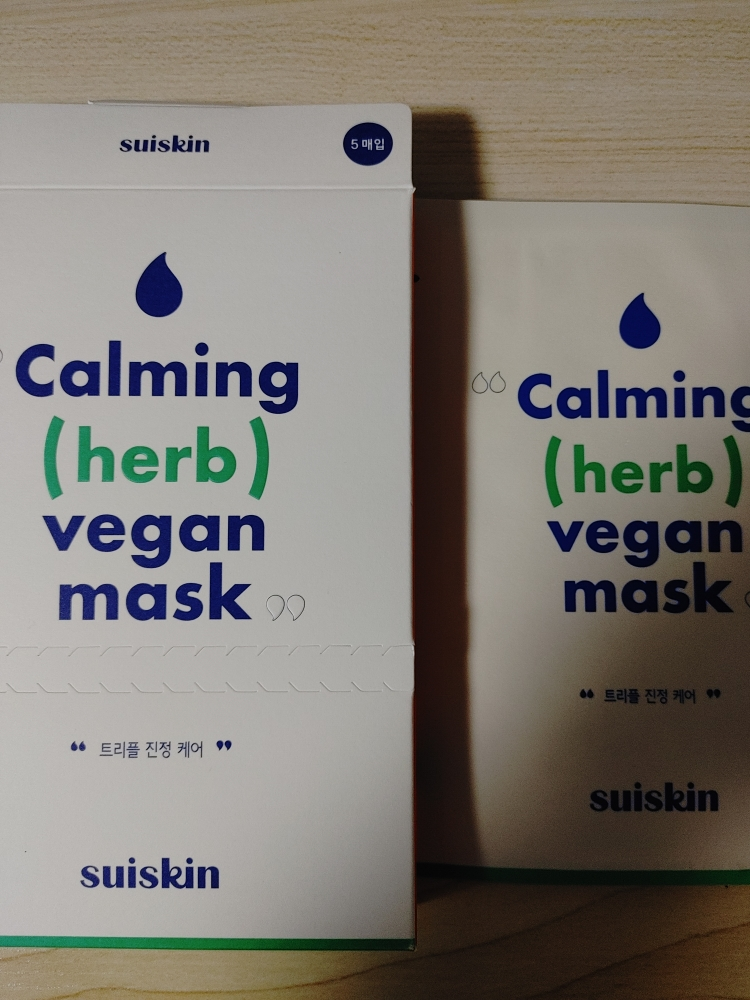 suiskin
5 매입
Calming
(herb)
vegan
mask
“ 트리플 진정 케어 ”
suiskin
“ Calming
(herb)
vegan
mask
“ 트리플 진정 케어 ”
suiskin